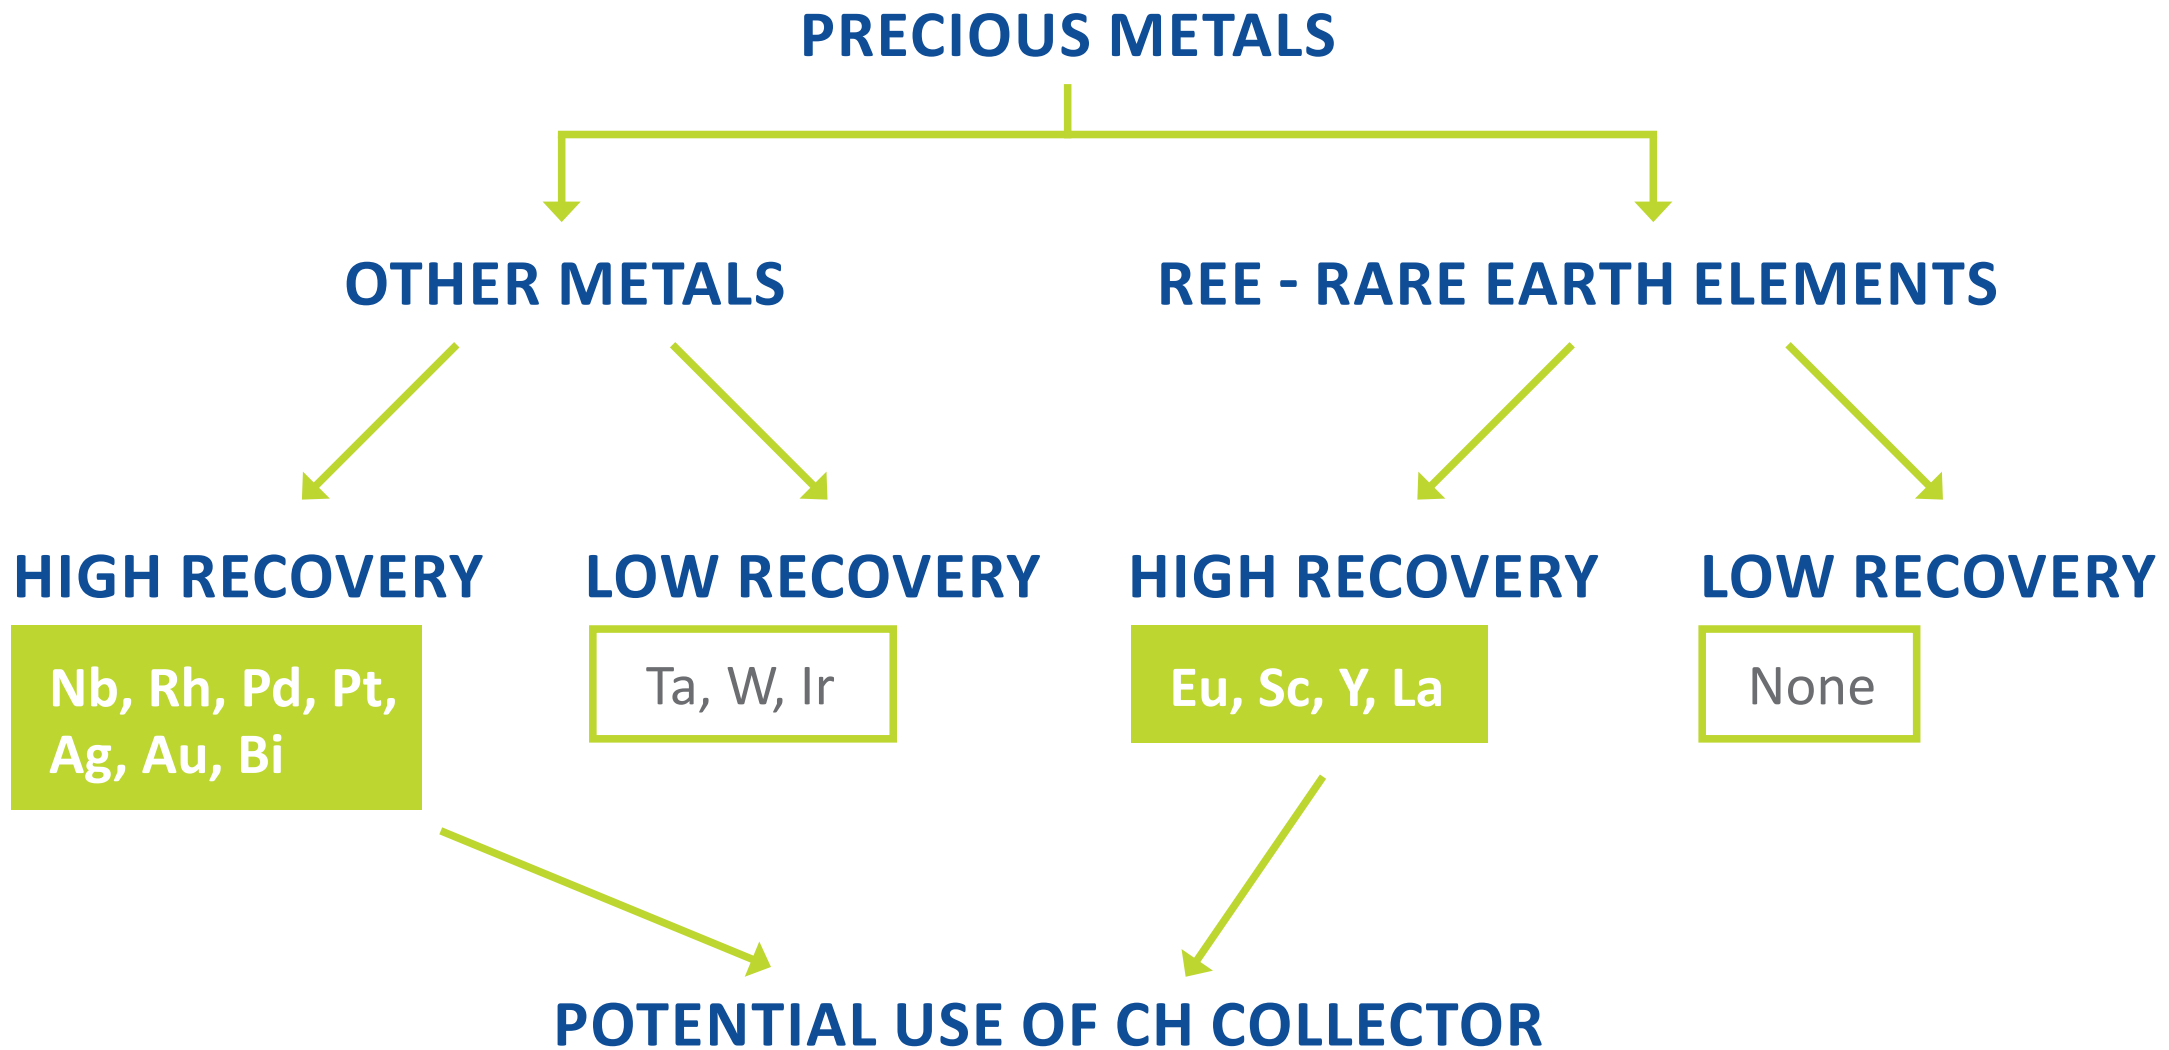 PRECIOUS METALS
OTHER METALS
REE - RARE EARTH ELEMENTS
HIGH RECOVERY
LOW RECOVERY
HIGH RECOVERY
LOW RECOVERY
Nb, Rh, Pd, Pt,
Ag, Au, Bi
Ta, W, Ir
Eu, Sc, Y, La
None
POTENTIAL USE OF CH COLLECTOR